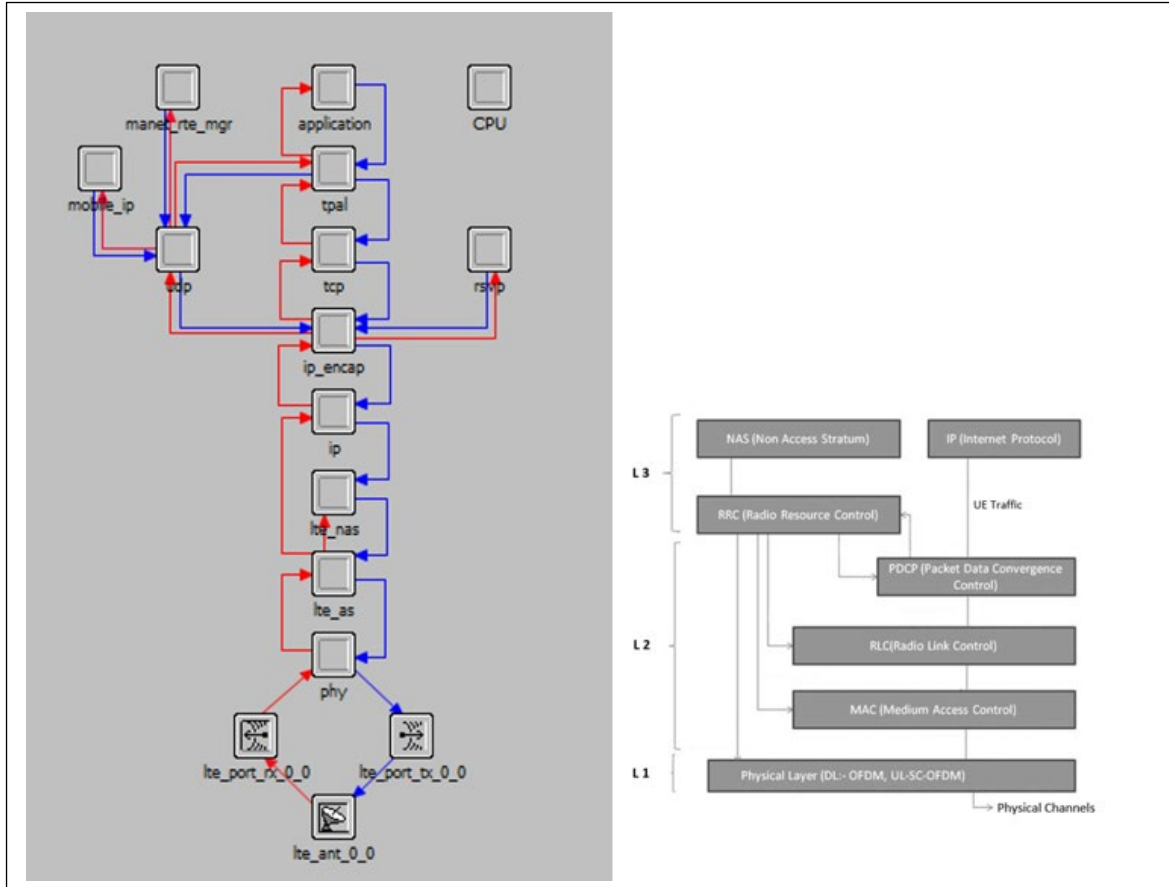 manet_rte_mgr
application
CPU
mobile_ip
tpal
udp
tcp
rsvp
ip_encap
ip
lte_nas
lte_as
phy
lte_port_rx_0_0
lte_port_tx_0_0
lte_ant_0_0
NAS (Non Access Stratum)
IP (Internet Protocol)
L 3
UE Traffic
RRC (Radio Resource Control)
PDCP (Packet Data Convergence
Control)
L 2
RLC(Radio Link Control)
MAC (Medium Access Control)
L 1
Physical Layer (DL:- OFDM, UL-SC-OFDM)
Physical Channels